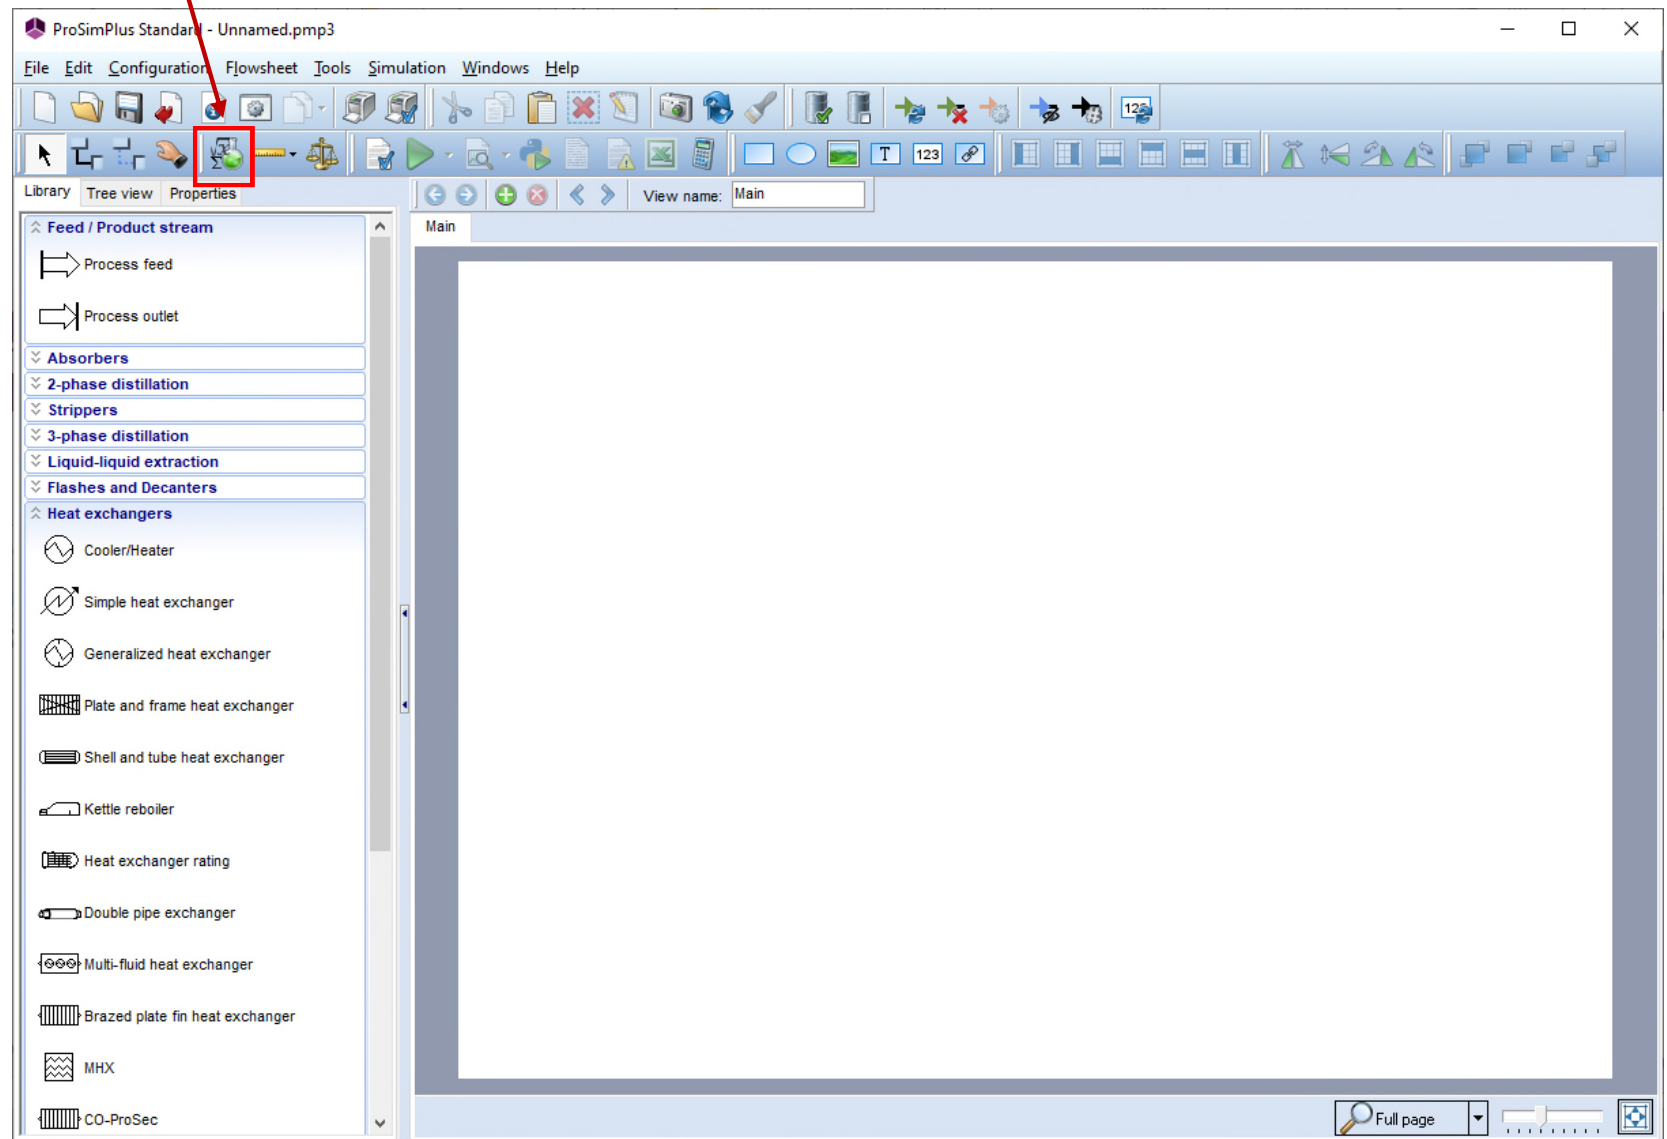 ProSimPlus Standard - Unnamed.pmp3
File Edit Configuration Flowsheet Tools Simulation Windows Help
T 123
Library Tree view Properties
View name: Main
Main
Feed / Product stream
Process feed
Process outlet
Absorbers
2-phase distillation
Strippers
3-phase distillation
Liquid-liquid extraction
Flashes and Decanters
Heat exchangers
Cooler/Heater
Simple heat exchanger
Generalized heat exchanger
Plate and frame heat exchanger
Shell and tube heat exchanger
Kettle reboiler
Heat exchanger rating
Double pipe exchanger
Multi-fluid heat exchanger
Brazed plate fin heat exchanger
MHX
CO-ProSec
Full page